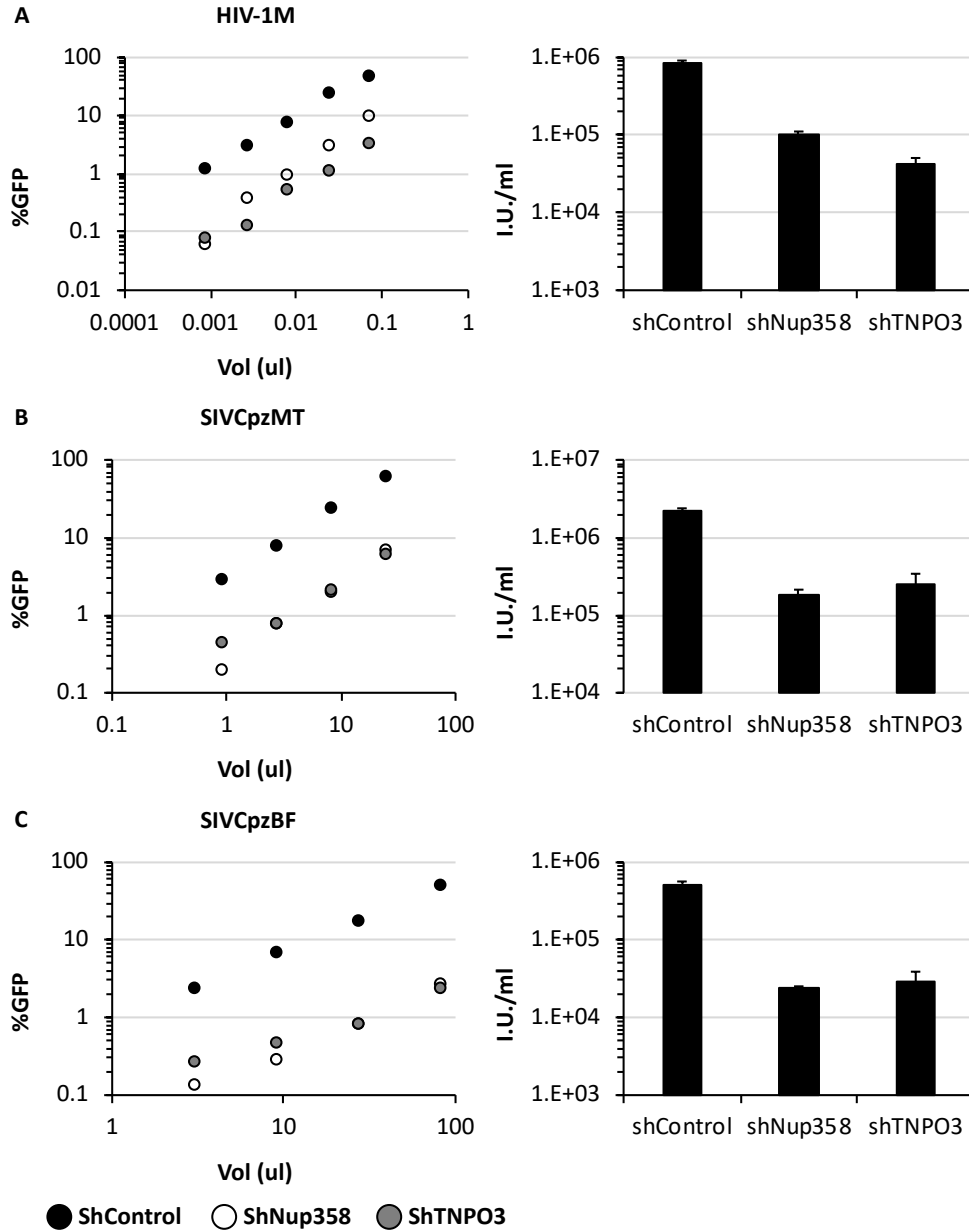 A
HIV-1M
100
10
1
0.1
0.01
0.0001 0.001 0.01 0.1 1
%GFP
Vol (ul)
1.E+06
1.E+05
1.E+04
1.E+03
I.U./ml
shControl shNup358 shTNPO3
B
SIVCpzMT
100
10
1
0.1
0.1 1 10 100
%GFP
Vol (ul)
1.E+07
1.E+06
1.E+05
1.E+04
I.U./ml
shControl shNup358 shTNPO3
C
SIVCpzBF
100
10
1
0.1
1 10 100
%GFP
Vol (ul)
1.E+06
1.E+05
1.E+04
1.E+03
I.U./ml
shControl shNup358 shTNPO3
ShControl ShNup358 ShTNPO3